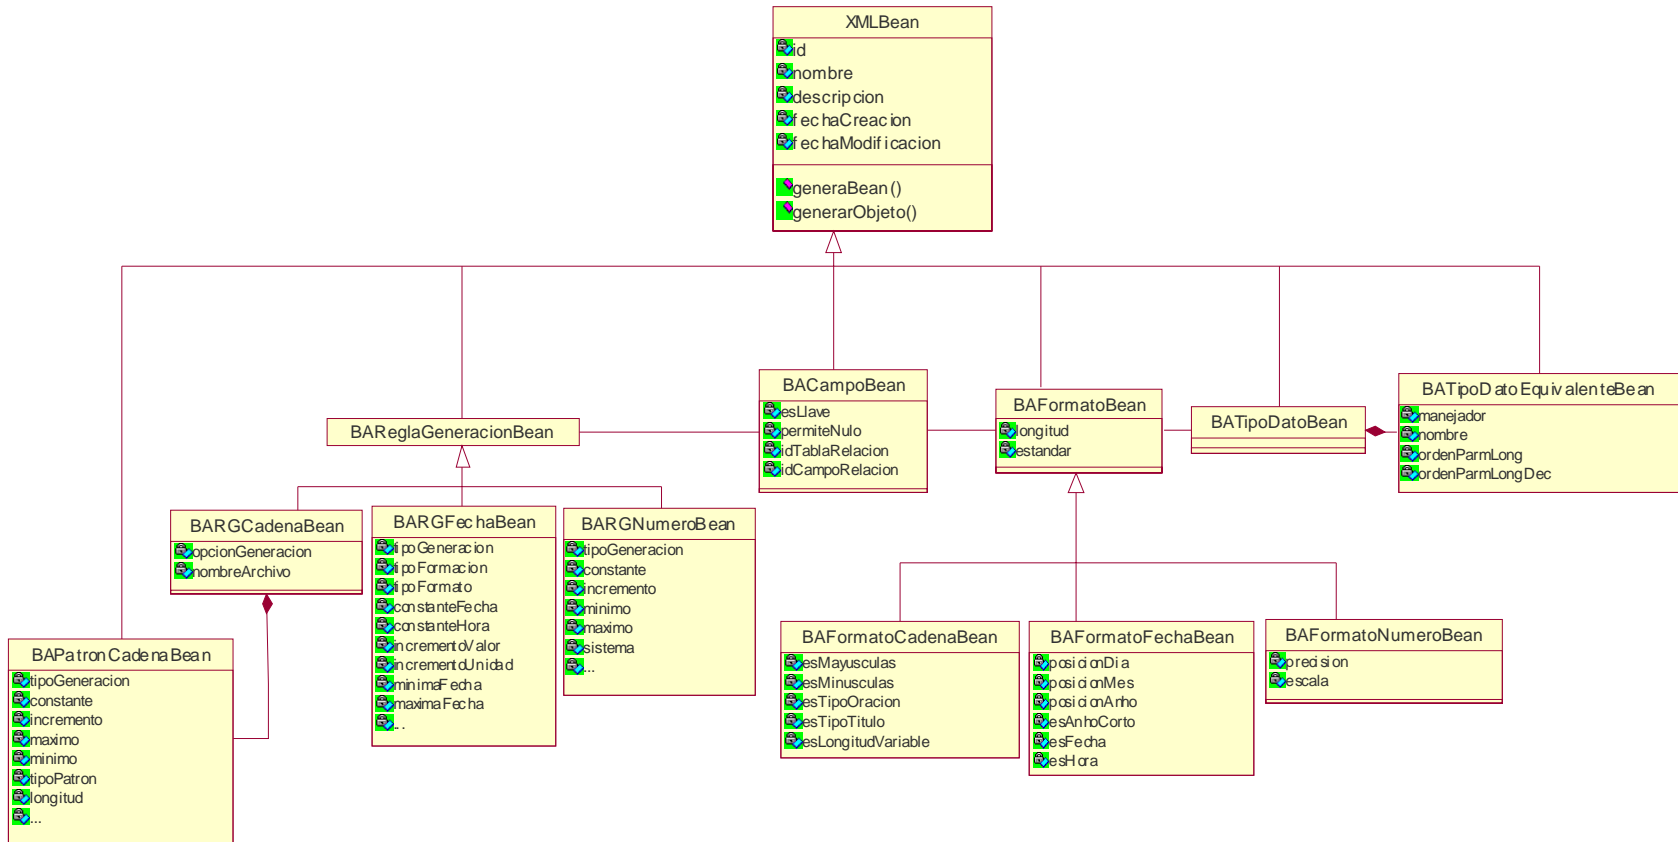 XMLBean
id
nombre
descripcion
fechaCreacion
fechaModificacion
generaBean()
generarObjeto()
BACampoBean
esLlave
permiteNulo
idTablaRelacion
idCampoRelacion
BAFormatoBean
longitud
estandar
BATipoDatoBean
BATipoDatoEquivalenteBean
manejador
nombre
ordenParmLong
ordenParmLongDec
BAReglaGeneracionBean
BARGCadenaBean
opcionGeneracion
nombreArchivo
BARGFechaBean
tipoGeneracion
tipoFormacion
tipoFormato
constanteFecha
constanteHora
incrementoValor
incrementoUnidad
minimaFecha
maximaFecha
...
BARGNumeroBean
tipoGeneracion
constante
incremento
minimo
maximo
sistema
...
BAPatronCadenaBean
tipoGeneracion
constante
incremento
maximo
minimo
tipoPatron
longitud
...
BAFormatoCadenaBean
esMayusculas
esMinusculas
esTipoOracion
esTipoTitulo
esLongitudVariable
BAFormatoFechaBean
posicionDia
posicionMes
posicionAnho
esAnhoCorto
esFecha
esHora
BAFormatoNumeroBean
precision
escala